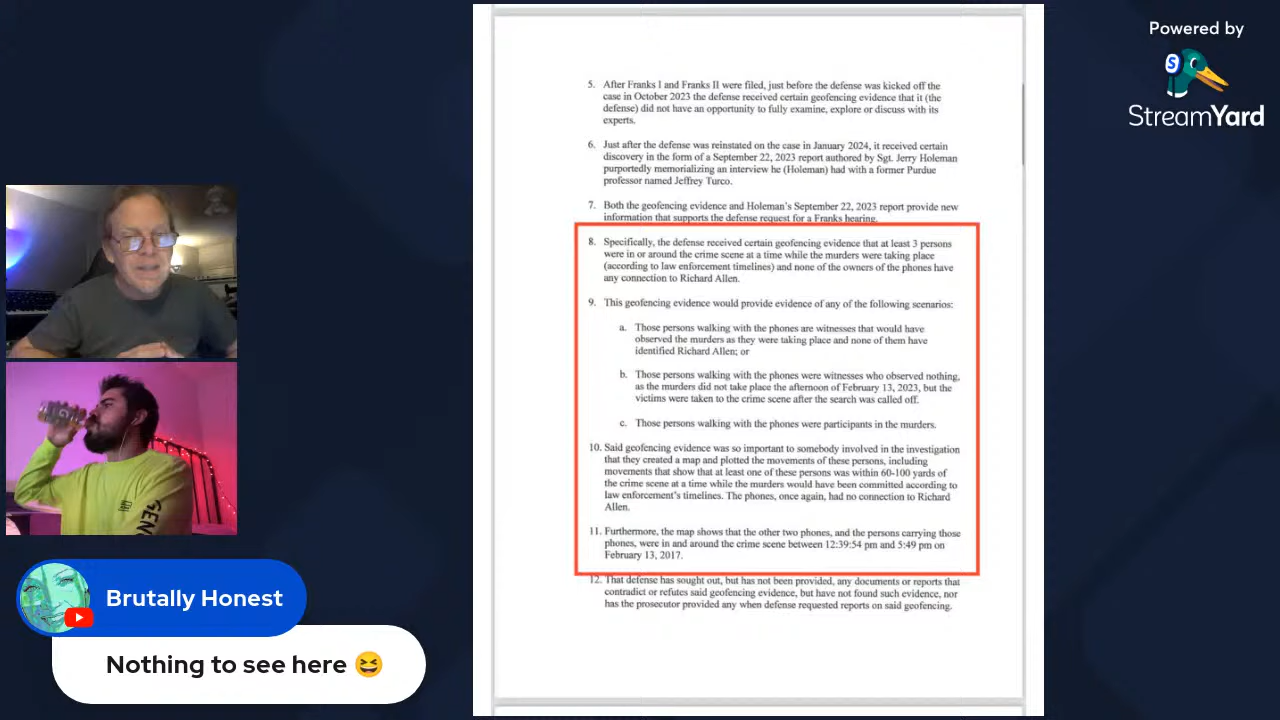 Powered by
S
StreamYard
5. After Franks I and Franks II were filed, just before the defense was kicked off the
case in October 2023 the defense received certain geofencing evidence that it (the
defense) did not have an opportunity to fully examine, explore or discuss with its
experts.
6. Just after the defense was reinstated on the case in January 2024, it received certain
discovery in the form of a September 22, 2023 report authored by Sgt. Jerry Holeman
purportedly memorializing an interview he (Holeman) had with a former Purdue
professor named Jeffrey Turco.
7. Both the geofencing evidence and Holeman's September 22, 2023 report provide new
information that supports the defense request for a Franks hearing.
8. Specifically, the defense received certain geofencing evidence that at least 3 persons
were in or around the crime scene at a time while the murders were taking place
(according to law enforcement timelines) and none of the owners of the phones have
any connection to Richard Allen.
9. This geofencing evidence would provide evidence of any of the following scenarios:
a. Those persons walking with the phones are witnesses that would have
observed the murders as they were taking place and none of them have
identified Richard Allen; or
b. Those persons walking with the phones were witnesses who observed nothing,
as the murders did not take place the afternoon of February 13, 2023, but the
victims were taken to the crime scene after the search was called off.
c. Those persons walking with the phones were participants in the murders.
10. Said geofencing evidence was so important to somebody involved in the investigation
that they created a map and plotted the movements of these persons, including
movements that show that at least one of these persons was within 60-100 yards of
the crime scene at a time while the murders would have been committed according to
law enforcement's timelines. The phones, once again, had no connection to Richard
Allen.
11. Furthermore, the map shows that the other two phones, and the persons carrying those
phones, were in and around the crime scene between 12:39:54 pm and 5:49 pm on
February 13, 2017.
12. That defense has sought out, but has not been provided, any documents or reports that
contradict or refutes said geofencing evidence, but have not found such evidence, nor
has the prosecutor provided any when defense requested reports on said geofencing.
GEN
Brutally Honest
Nothing to see here 😆